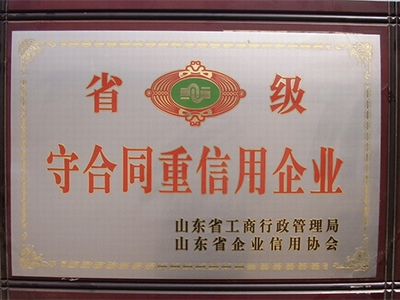 省 级
守合同重信用企业
山东省工商行政管理局
山东省企业信用协会